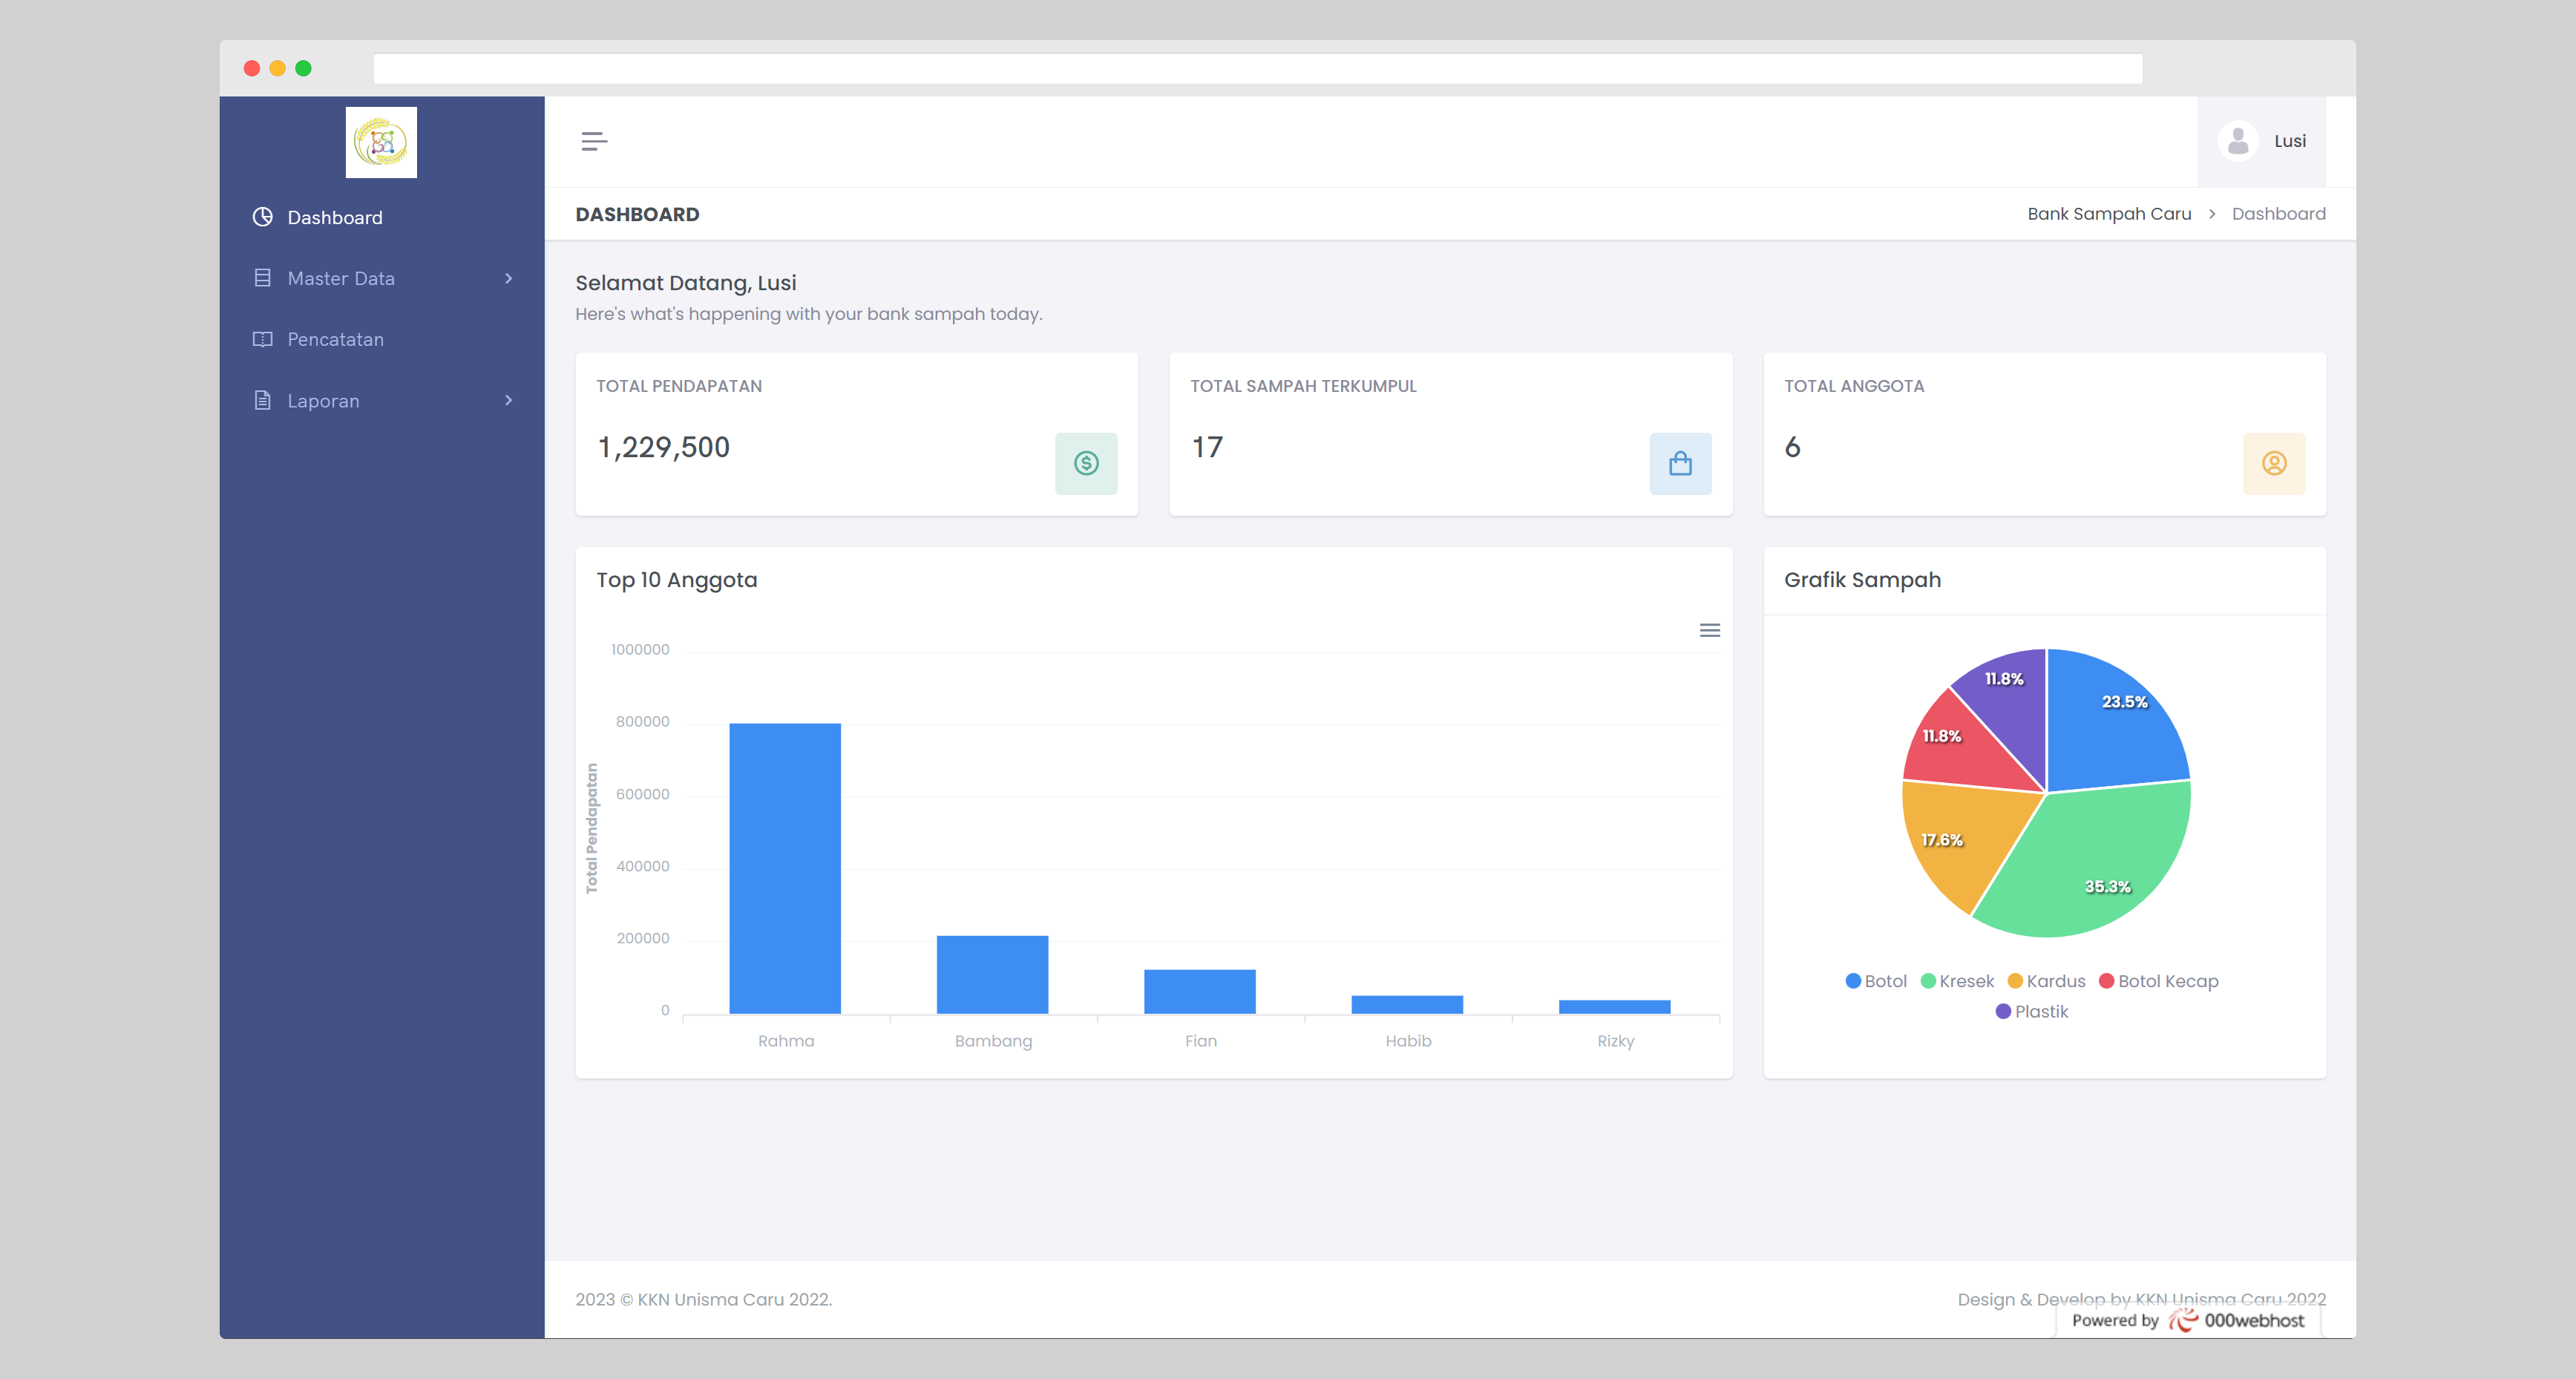 Lusi
Dashboard
Master Data
Pencatatan
Laporan
DASHBOARD
Bank Sampah Caru > Dashboard
Selamat Datang, Lusi
Here's what's happening with your bank sampah today.
TOTAL PENDAPATAN
1,229,500
TOTAL SAMPAH TERKUMPUL
17
TOTAL ANGGOTA
6
Top 10 Anggota
Total Pendapatan
1000000
800000
600000
400000
200000
0
Rahma Bambang Fian Habib Rizky
Grafik Sampah
11.8%
23.5%
11.8%
17.6%
35.3%
Botol Kresek Kardus Botol Kecap
Plastik
2023 © KKN Unisma Caru 2022.
Design & Develop by KKN Unisma Caru 2022
Powered by 000webhost